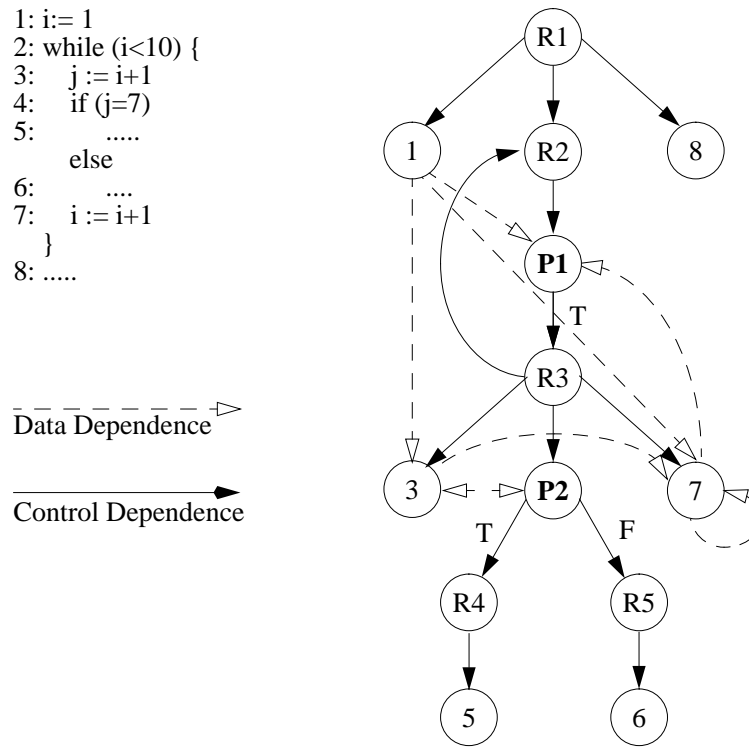 1: i:= 1
2: while (i<10) {
3: j := i+1
4: if (j=7)
5: .....
else
6: ....
7: i := i+1
}
8: .....
Data Dependence
Control Dependence
R1
1
R2
8
P1
T
R3
3
P2
7
T
F
R4
R5
5
6